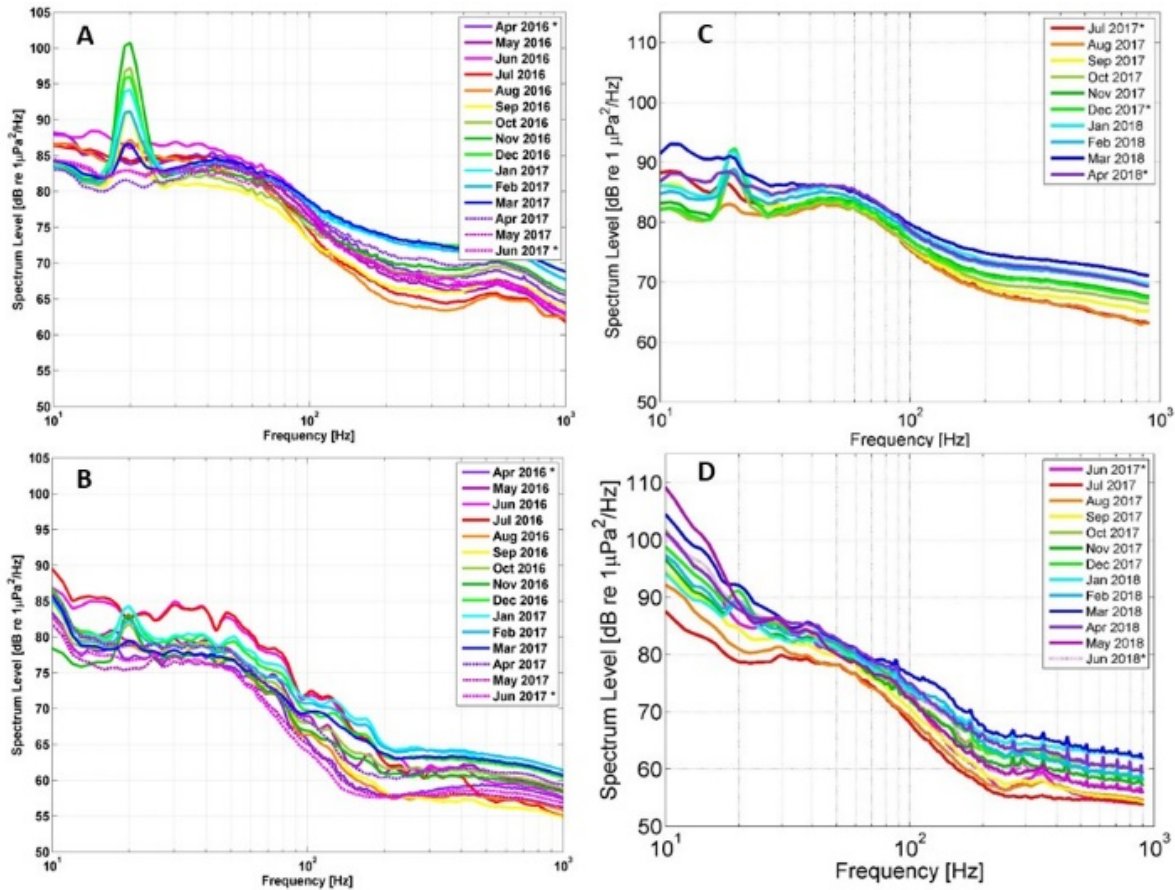 A
105
100
95
90
85
80
75
70
65
60
55
50
Spectrum Level [dB re 1μPa²/Hz]
10¹
10²
10³
Frequency [Hz]
Apr 2016 *
May 2016
Jun 2016
Jul 2016
Aug 2016
Sep 2016
Oct 2016
Nov 2016
Dec 2016
Jan 2017
Feb 2017
Mar 2017
Apr 2017
May 2017
Jun 2017 *
C
110
100
90
80
70
60
50
Spectrum Level [dB re 1 μPa²/Hz]
10
10²
10³
Frequency [Hz]
Jul 2017*
Aug 2017
Sep 2017
Oct 2017
Nov 2017
Dec 2017*
Jan 2018
Feb 2018
Mar 2018
Apr 2018*
B
105
100
95
90
85
80
75
70
65
60
55
50
Spectrum Level [dB re 1μPa²/Hz]
10¹
10²
10³
Frequency [Hz]
Apr 2016 *
May 2016
Jun 2016
Jul 2016
Aug 2016
Sep 2016
Oct 2016
Nov 2016
Dec 2016
Jan 2017
Feb 2017
Mar 2017
Apr 2017
May 2017
Jun 2017 *
D
110
100
90
80
70
60
50
Spectrum Level [dB re 1μPa²/Hz]
10¹
10²
10³
Frequency [Hz]
Jun 2017*
Jul 2017
Aug 2017
Sep 2017
Oct 2017
Nov 2017
Dec 2017
Jan 2018
Feb 2018
Mar 2018
Apr 2018
May 2018
Jun 2018*